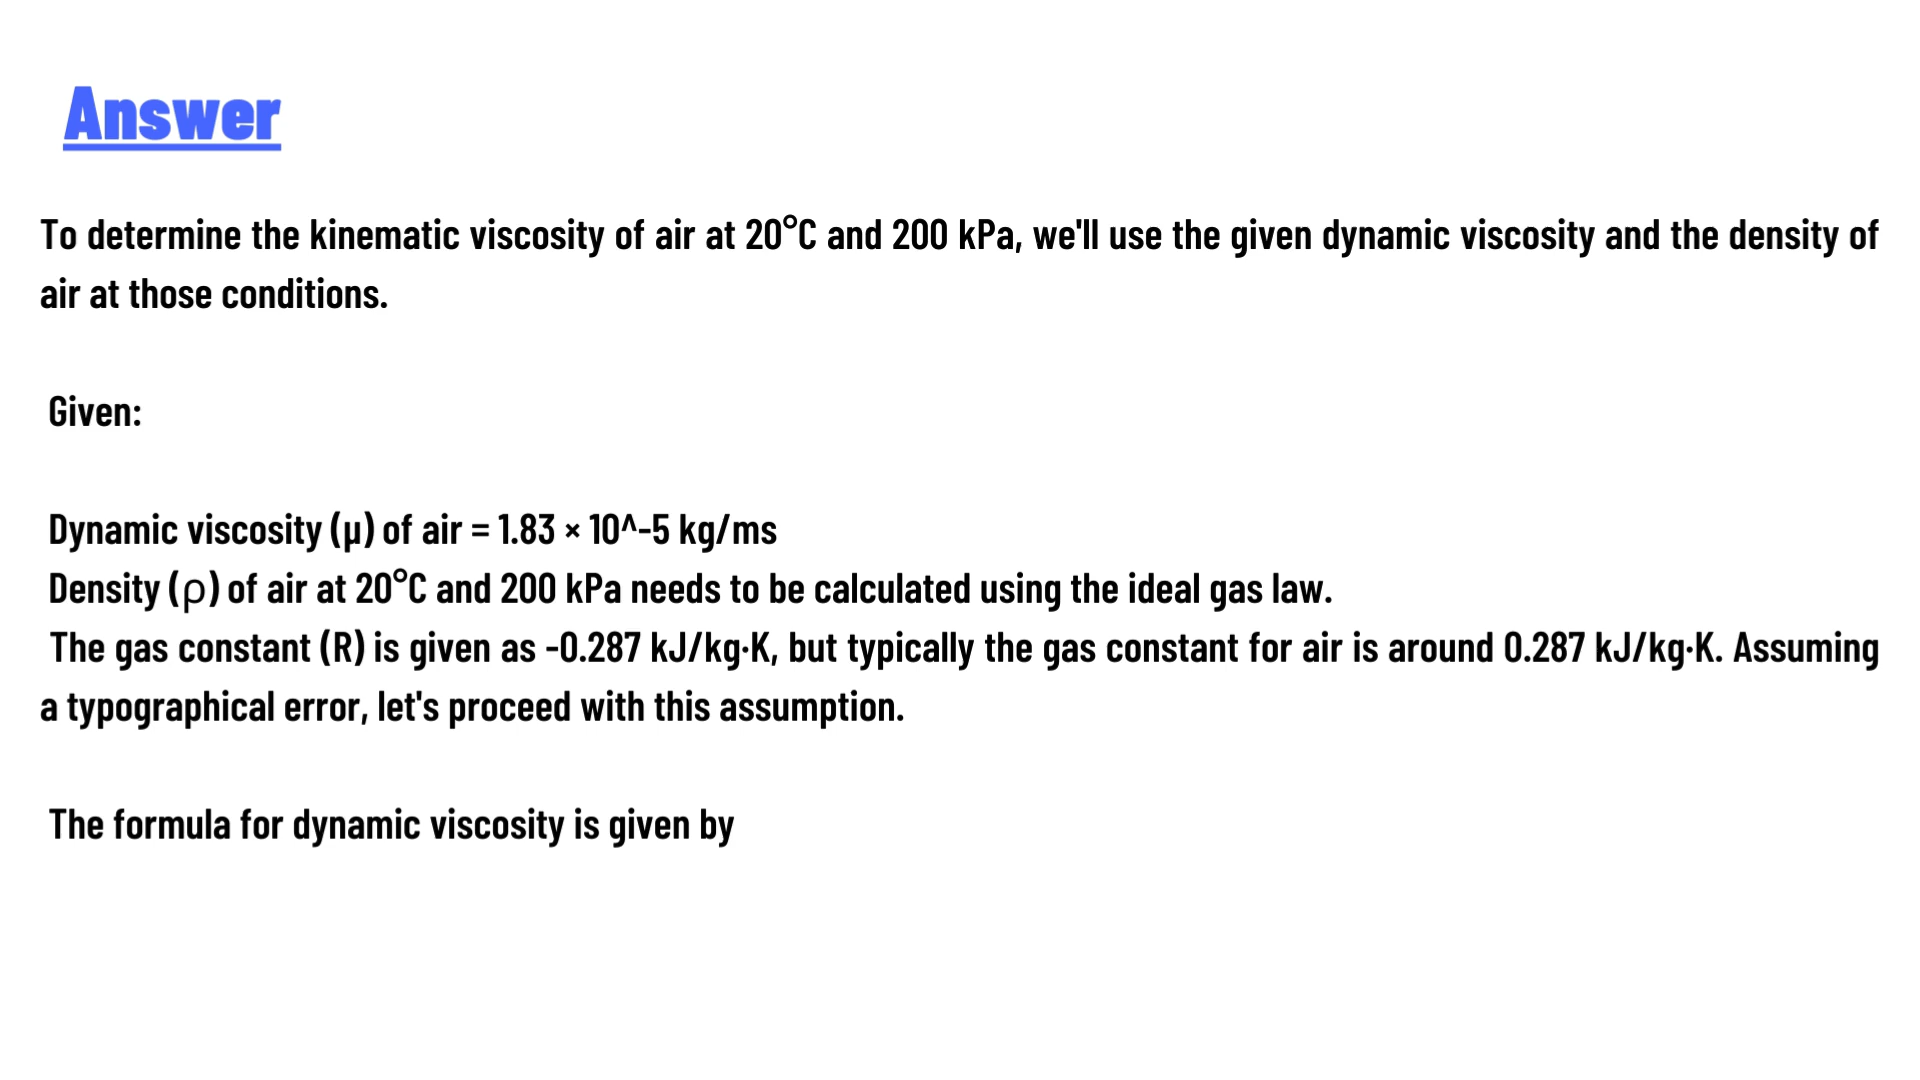 Answer
To determine the kinematic viscosity of air at 20°C and 200 kPa, we'll use the given dynamic viscosity and the density of
air at those conditions.
Given:
Dynamic viscosity (μ) of air = 1.83 × 10^-5 kg/ms
Density (ρ) of air at 20°C and 200 kPa needs to be calculated using the ideal gas law.
The gas constant (R) is given as -0.287 kJ/kg·K, but typically the gas constant for air is around 0.287 kJ/kg·K. Assuming
a typographical error, let's proceed with this assumption.
The formula for dynamic viscosity is given by